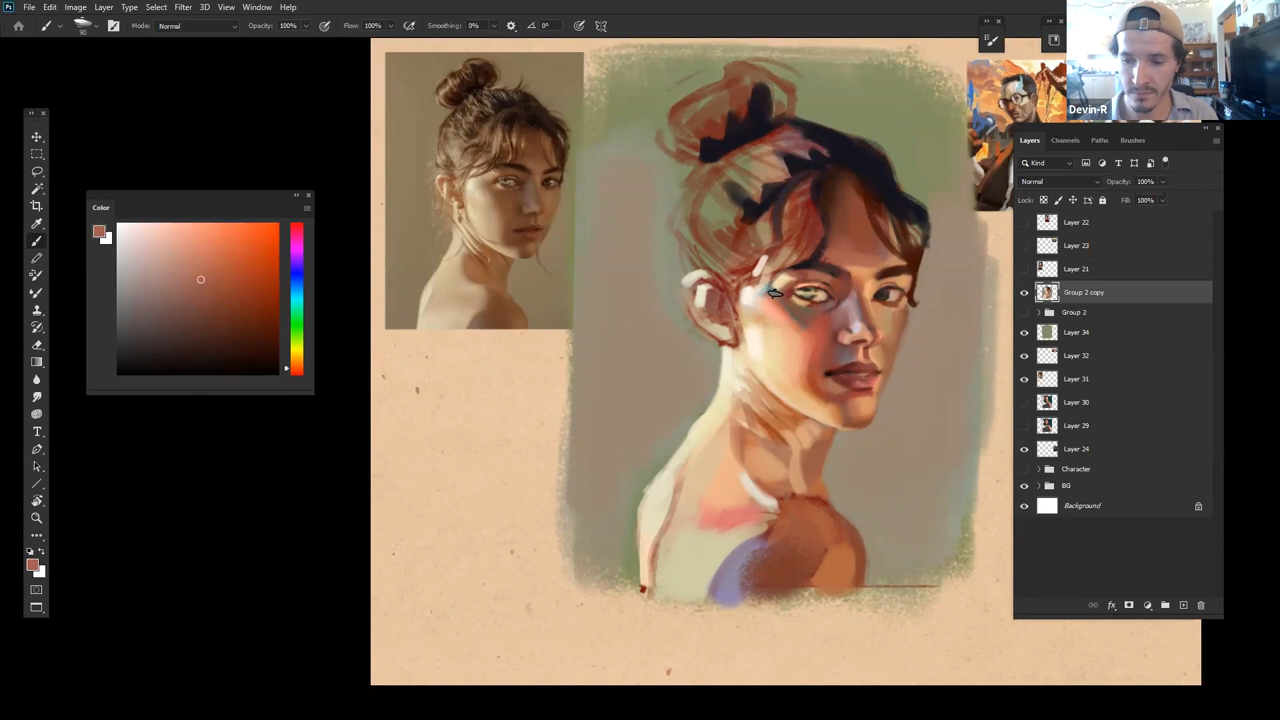 Ps File Edit Image Layer Type Select Filter 3D View Window Help
90 Mode: Normal Opacity: 100% Flow: 100% Smoothing: 0% 0°
Devin-R
Color
Layers Channels Paths Brushes
Kind
Normal Opacity: 100%
Lock: Fill: 100%
Layer 22
Layer 23
Layer 21
Group 2 copy
Group 2
Layer 34
Layer 32
Layer 31
Layer 30
Layer 29
Layer 24
Character
BG
Background
fx